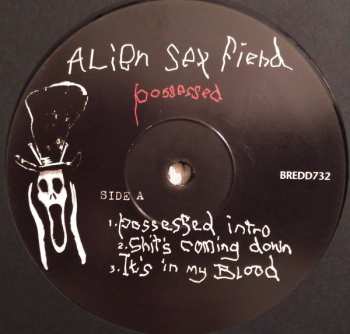 ALiEn sex fiend
possessed
BREDD732
SIDE A
1. possessed intro
2. Shit's coming down
3. It's in my BLooD